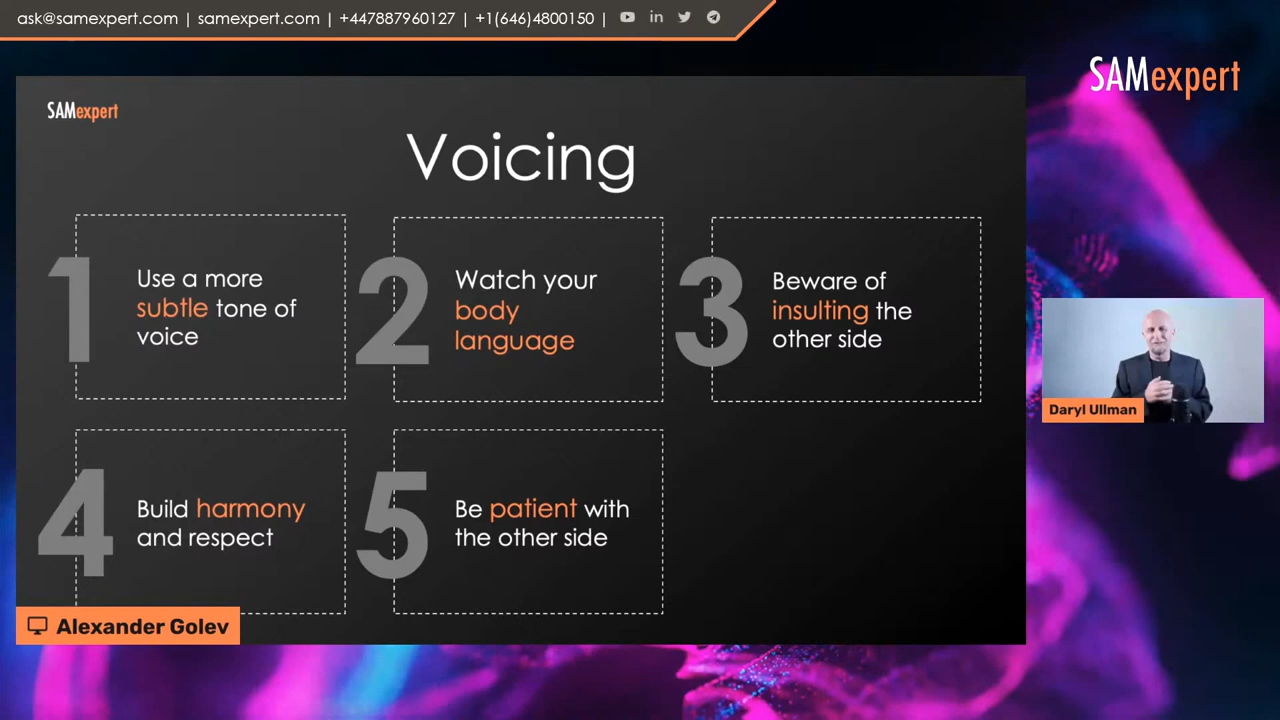 ask@samexpert.com | samexpert.com | +447887960127 | +1(646)4800150 |
SAMexpert
SAMexpert
Voicing
1
Use a more
subtle tone of
voice
2
Watch your
body
language
3
Beware of
insulting the
other side
4
Build harmony
and respect
5
Be patient with
the other side
Daryl Ullman
Alexander Golev